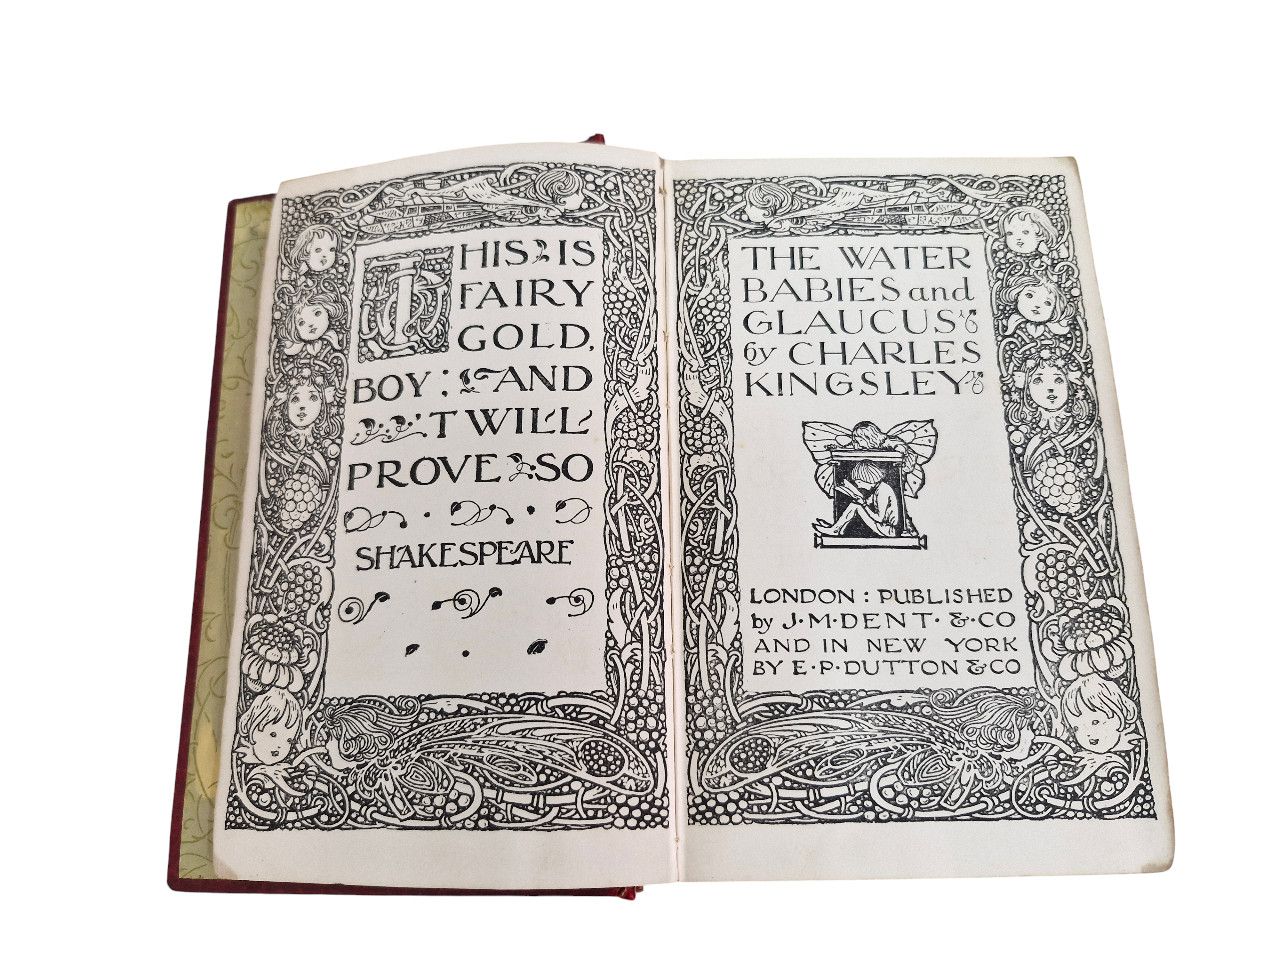 THIS IS
FAIRY
GOLD,
BOY : AND
'TWILL
PROVE SO
SHAKESPEARE
THE WATER
BABIES and
GLAUCUS
by CHARLES
KINGSLEY
LONDON : PUBLISHED
by J·M·DENT·&·CO
AND IN NEW YORK
BY E·P·DUTTON & CO